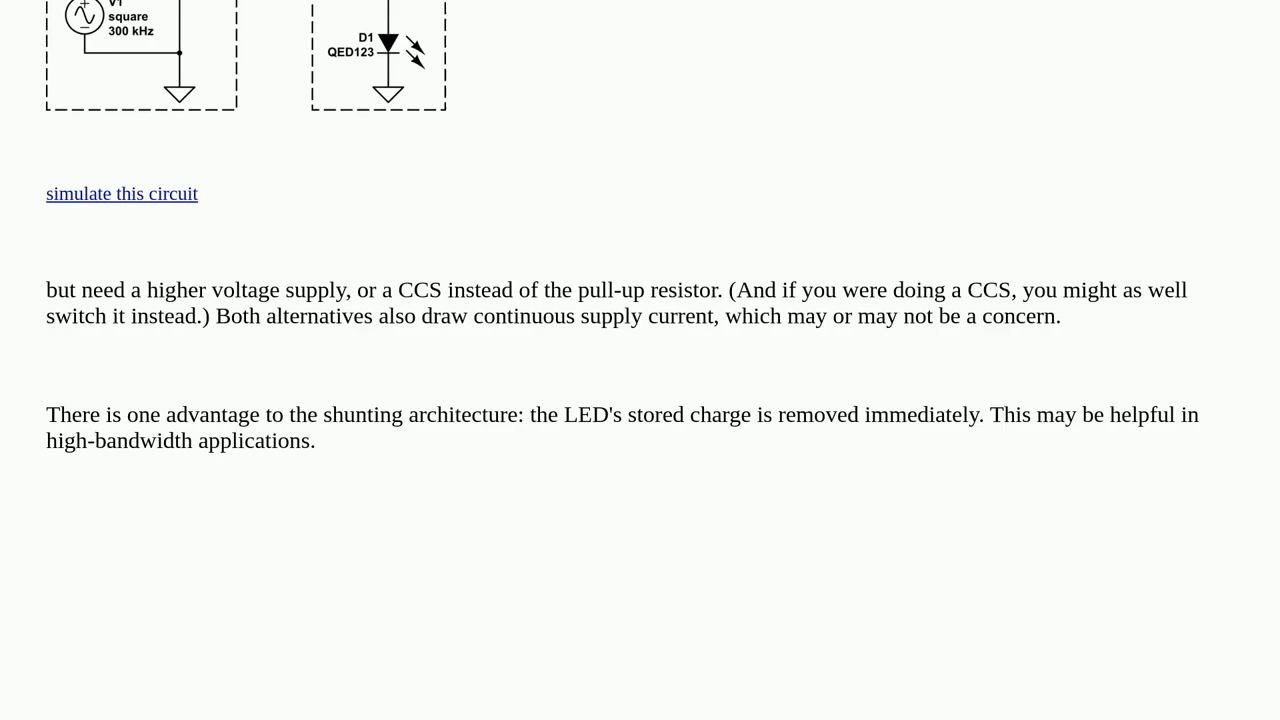 V1
square
300 kHz
D1
QED123
simulate this circuit
but need a higher voltage supply, or a CCS instead of the pull-up resistor. (And if you were doing a CCS, you might as well
switch it instead.) Both alternatives also draw continuous supply current, which may or may not be a concern.
There is one advantage to the shunting architecture: the LED's stored charge is removed immediately. This may be helpful in
high-bandwidth applications.